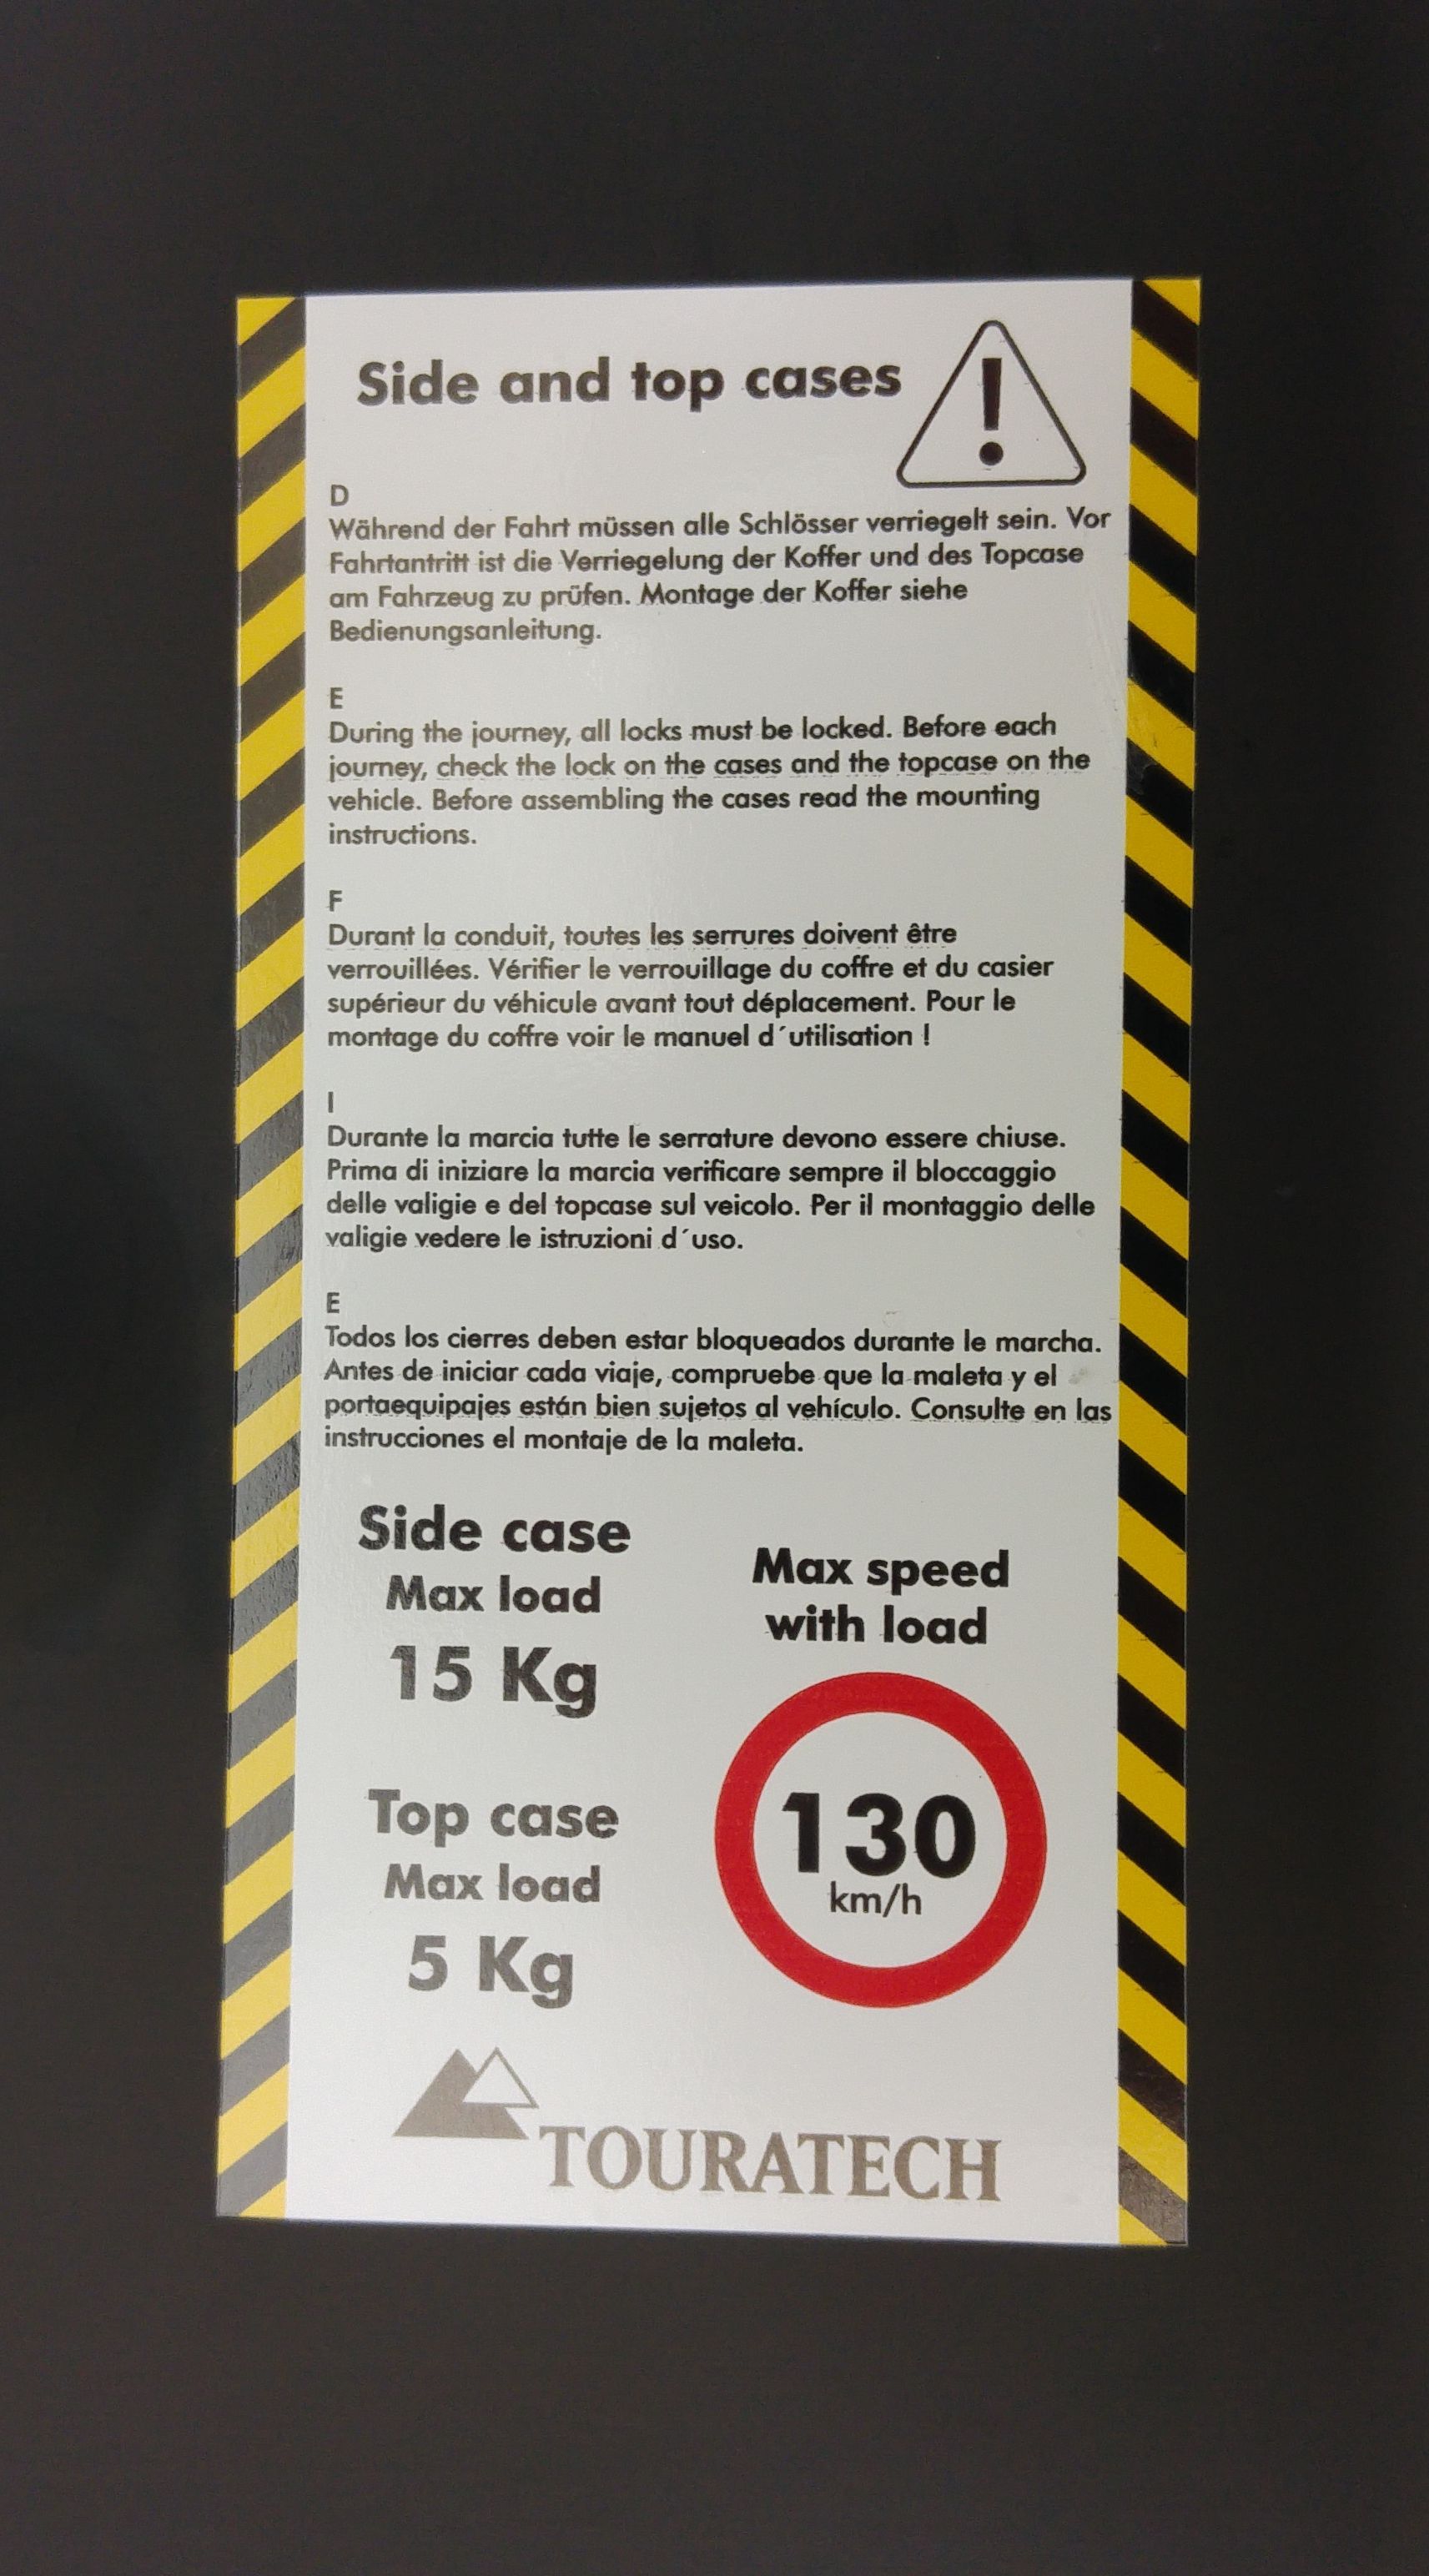 Side and top cases
!
D
Während der Fahrt müssen alle Schlösser verriegelt sein. Vor
Fahrtantritt ist die Verriegelung der Koffer und des Topcase
am Fahrzeug zu prüfen. Montage der Koffer siehe
Bedienungsanleitung.
E
During the journey, all locks must be locked. Before each
journey, check the lock on the cases and the topcase on the
vehicle. Before assembling the cases read the mounting
instructions.
F
Durant la conduit, toutes les serrures doivent être
verrouillées. Vérifier le verrouillage du coffre et du casier
supérieur du véhicule avant tout déplacement. Pour le
montage du coffre voir le manuel d´utilisation !
I
Durante la marcia tutte le serrature devono essere chiuse.
Prima di iniziare la marcia verificare sempre il bloccaggio
delle valigie e del topcase sul veicolo. Per il montaggio delle
valigie vedere le istruzioni d´uso.
E
Todos los cierres deben estar bloqueados durante le marcha.
Antes de iniciar cada viaje, compruebe que la maleta y el
portaequipajes están bien sujetos al vehículo. Consulte en las
instrucciones el montaje de la maleta.
Side case
Max load
15 Kg
Top case
Max load
5 Kg
Max speed
with load
130
km/h
TOURATECH